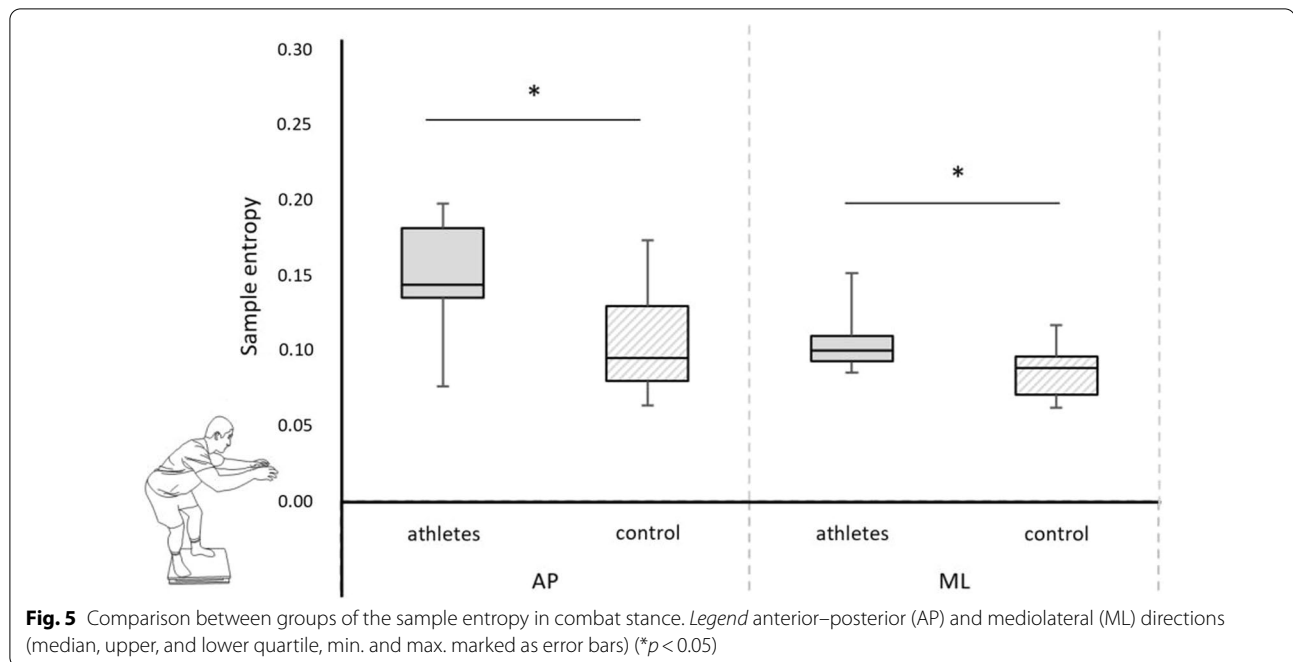 0.30
*
0.25
*
0.20
Sample entropy
0.15
0.10
0.05
0.00
athletes control athletes control
AP ML
Fig. 5 Comparison between groups of the sample entropy in combat stance. Legend anterior–posterior (AP) and mediolateral (ML) directions
(median, upper, and lower quartile, min. and max. marked as error bars) (*p < 0.05)